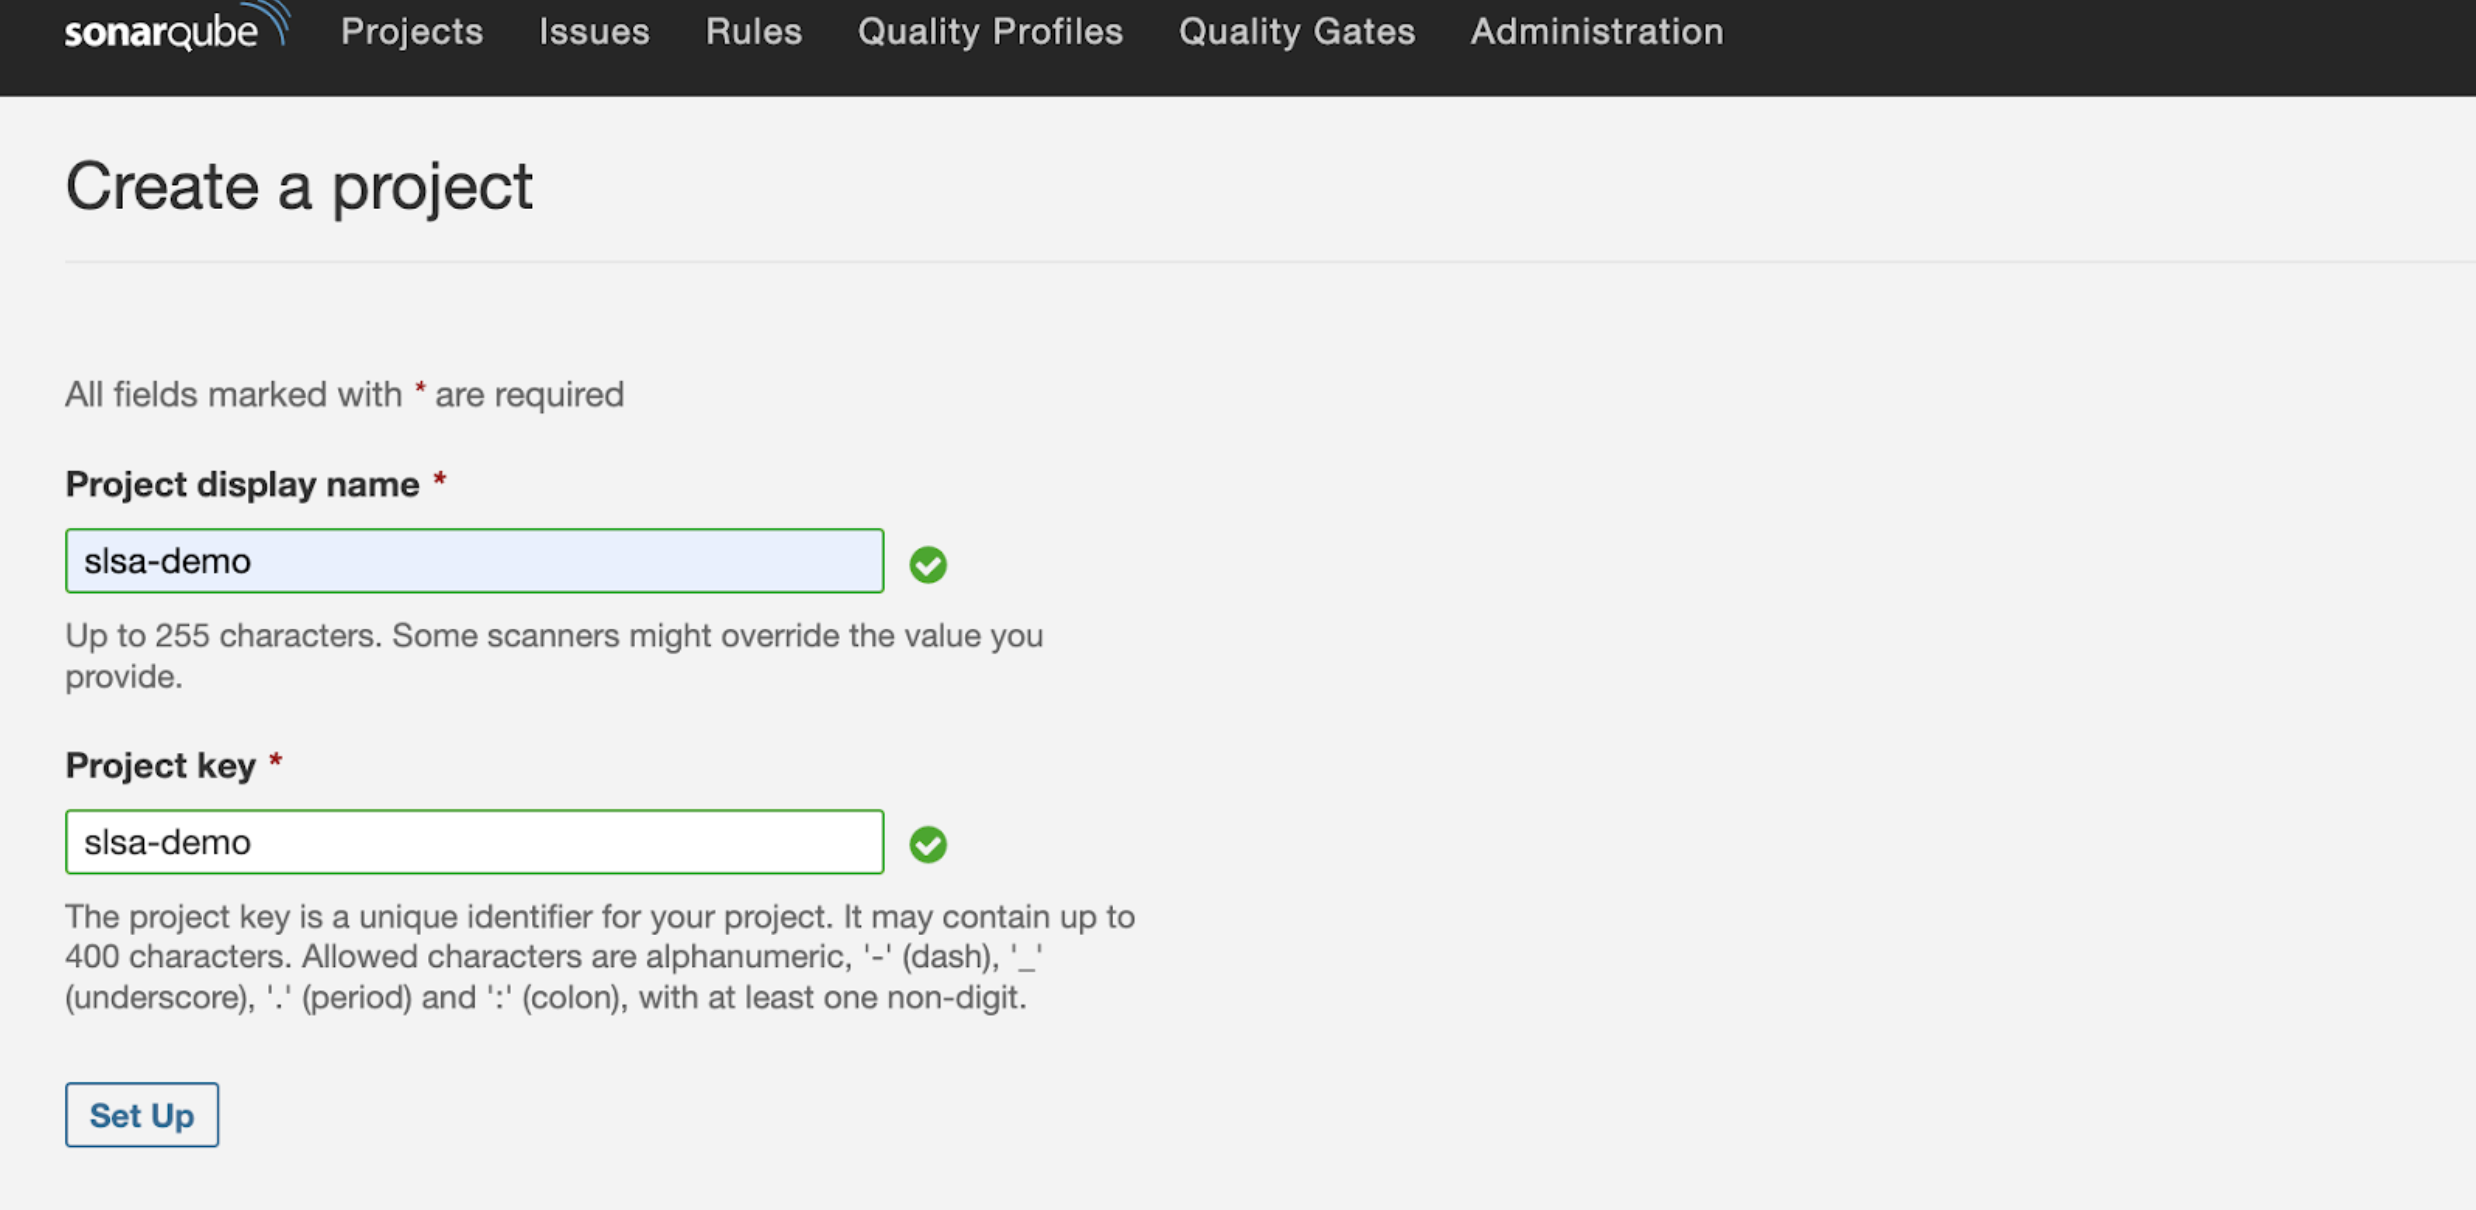 sonarqube Projects Issues Rules Quality Profiles Quality Gates Administration
Create a project
All fields marked with * are required
Project display name *
slsa-demo
Up to 255 characters. Some scanners might override the value you
provide.
Project key *
slsa-demo
The project key is a unique identifier for your project. It may contain up to
400 characters. Allowed characters are alphanumeric, '-' (dash), '_'
(underscore), '.' (period) and ':' (colon), with at least one non-digit.
Set Up